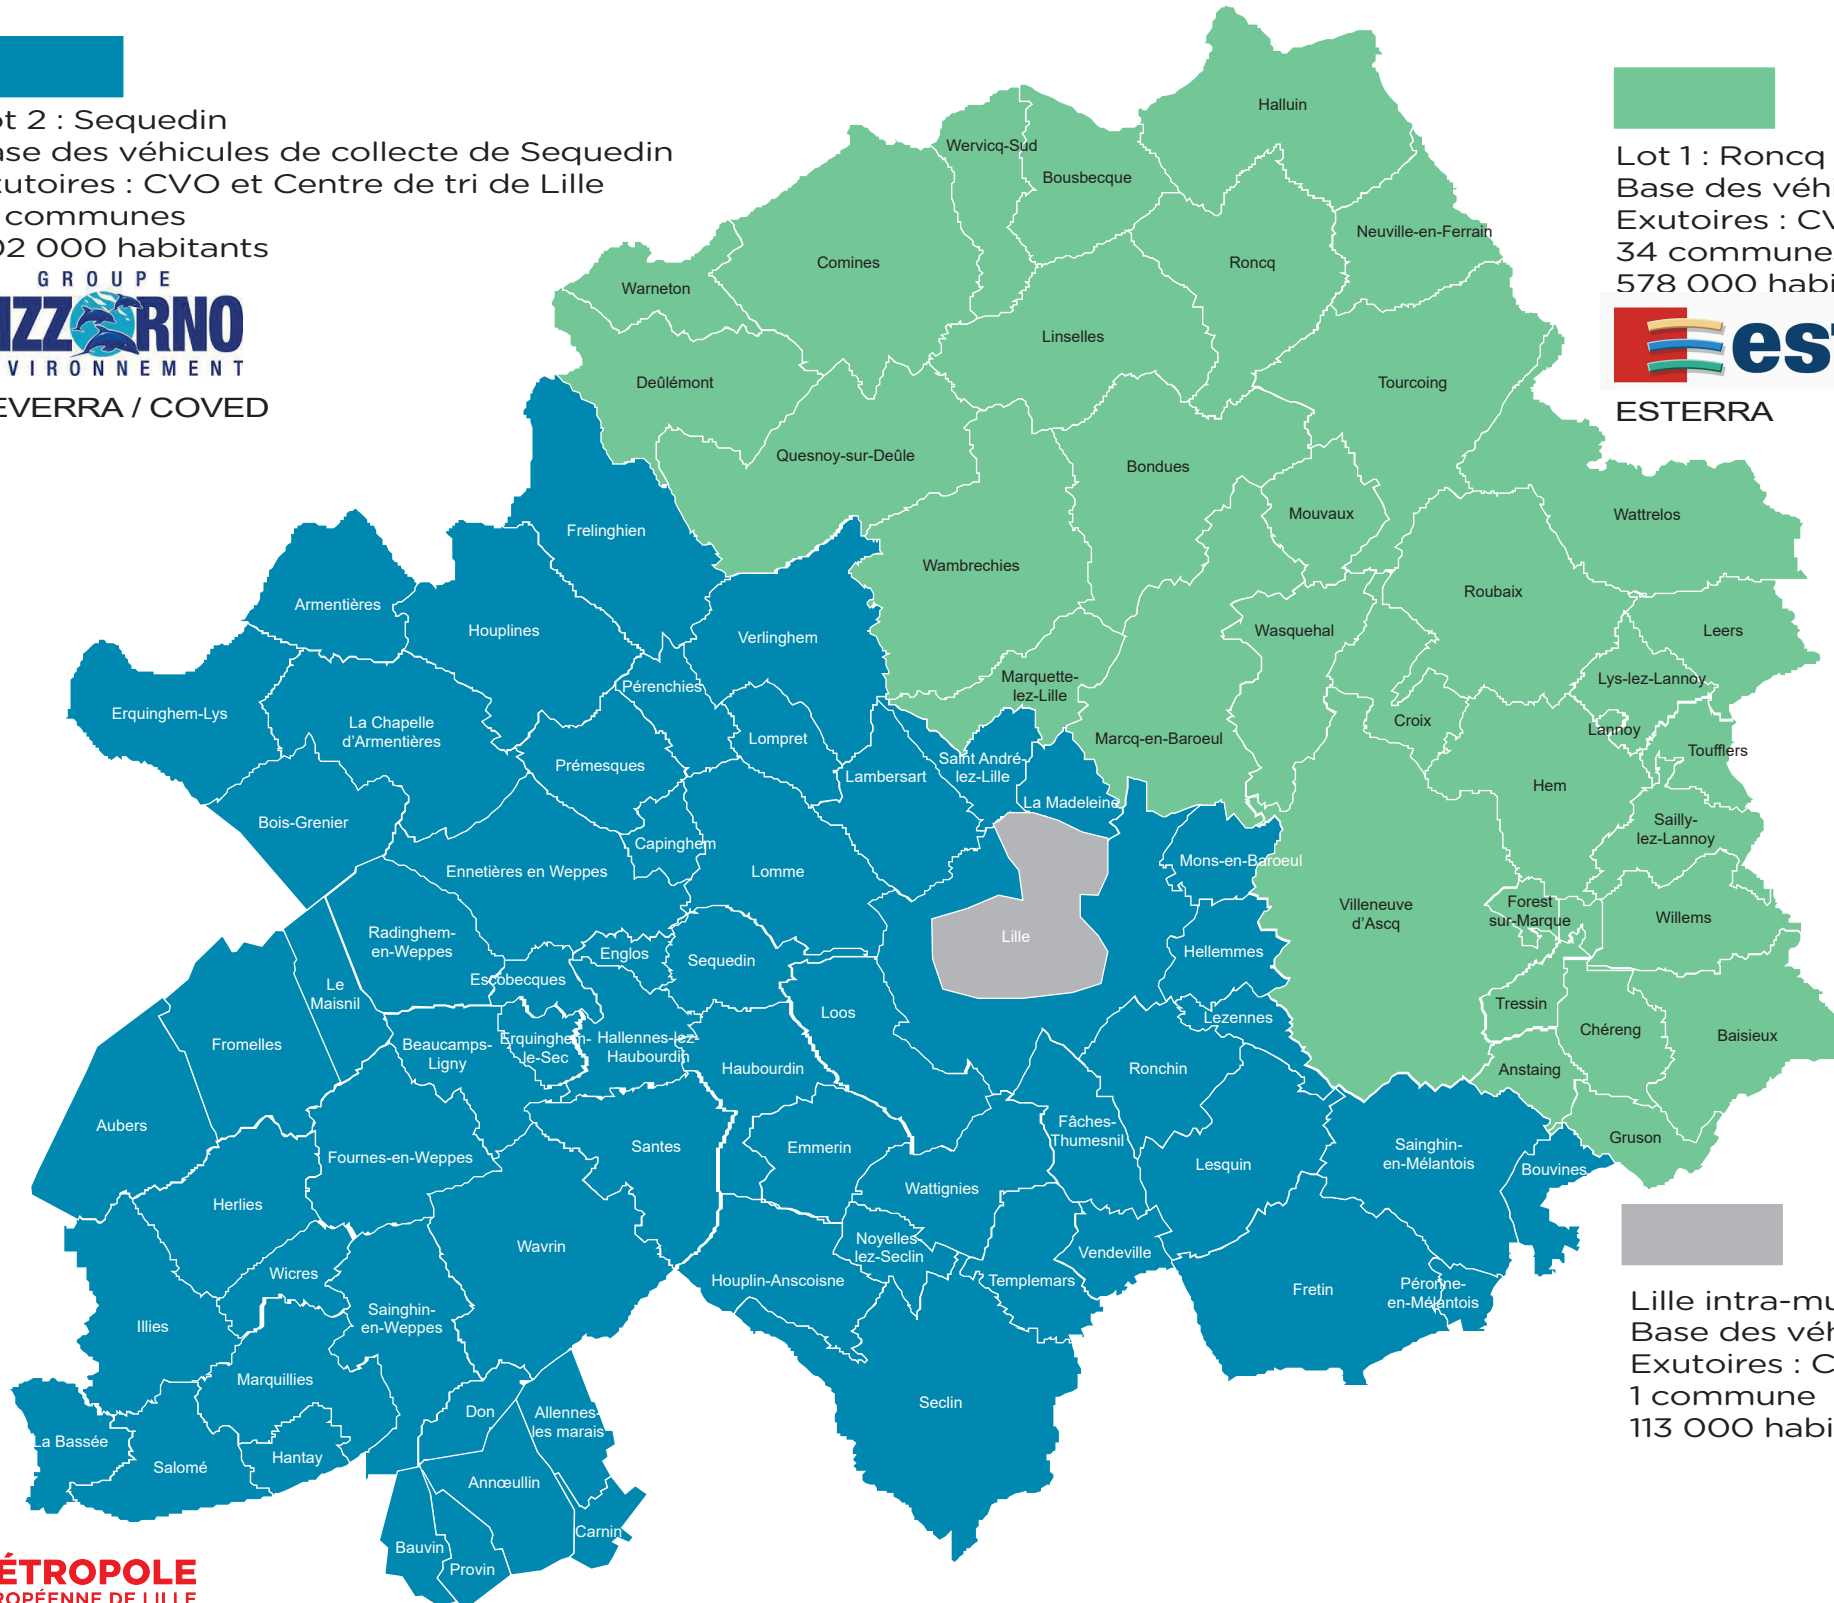 ot 2 : Sequedin
ase des véhicules de collecte de Sequedin
xutoires : CVO et Centre de tri de Lille
communes
02 000 habitants
GROUPE
IZZORNO
VIRONNEMENT
EVERRA / COVED
Lot 1 : Roncq
Base des véhi
Exutoires : CV
34 commune
578 000 habi
est
ESTERRA
Halluin
Wervicq-Sud
Bousbecque
Neuville-en-Ferrain
Comines
Roncq
Warneton
Linselles
Deûlémont
Tourcoing
Quesnoy-sur-Deûle
Bondues
Mouvaux
Wattrelos
Frelinghien
Wambrechies
Roubaix
Armentières
Houplines
Verlinghem
Wasquehal
Leers
Marquette-
lez-Lille
Lys-lez-Lannoy
Pérenchies
Erquinghem-Lys
La Chapelle
d'Armentières
Lompret
Marcq-en-Baroeul
Croix
Lannoy
Toufflers
Prémesques
Lambersart
Saint André-
lez-Lille
La Madeleine
Hem
Bois-Grenier
Capinghem
Sailly-
lez-Lannoy
Ennetières en Weppes
Lomme
Mons-en-Baroeul
Villeneuve
d'Ascq
Forest
sur-Marque
Willems
Radinghem-
en-Weppes
Lille
Englos
Sequedin
Hellemmes
Escobecques
Le
Maisnil
Loos
Lezennes
Tressin
Chéreng
Baisieux
Fromelles
Beaucamps-
Ligny
Erquinghem-
le-Sec
Hallennes-lez-
Haubourdin
Haubourdin
Ronchin
Anstaing
Aubers
Fâches-
Thumesnil
Gruson
Fournes-en-Weppes
Santes
Emmerin
Lesquin
Sainghin-
en-Mélantois
Bouvines
Herlies
Wattignies
Wavrin
Noyelles-
lez-Seclin
Vendeville
Wicres
Houplin-Anscoisne
Templemars
Fretin
Péronne-
en-Mélantois
Illies
Sainghin-
en-Weppes
Marquillies
Seclin
Don
Allennes-
les marais
La Bassée
Salomé
Hantay
Annœullin
Carnin
Bauvin
Provin
Lille intra-mu
Base des véh
Exutoires : C
1 commune
113 000 habi
ÉTROPOLE
ROPÉENNE DE LILLE